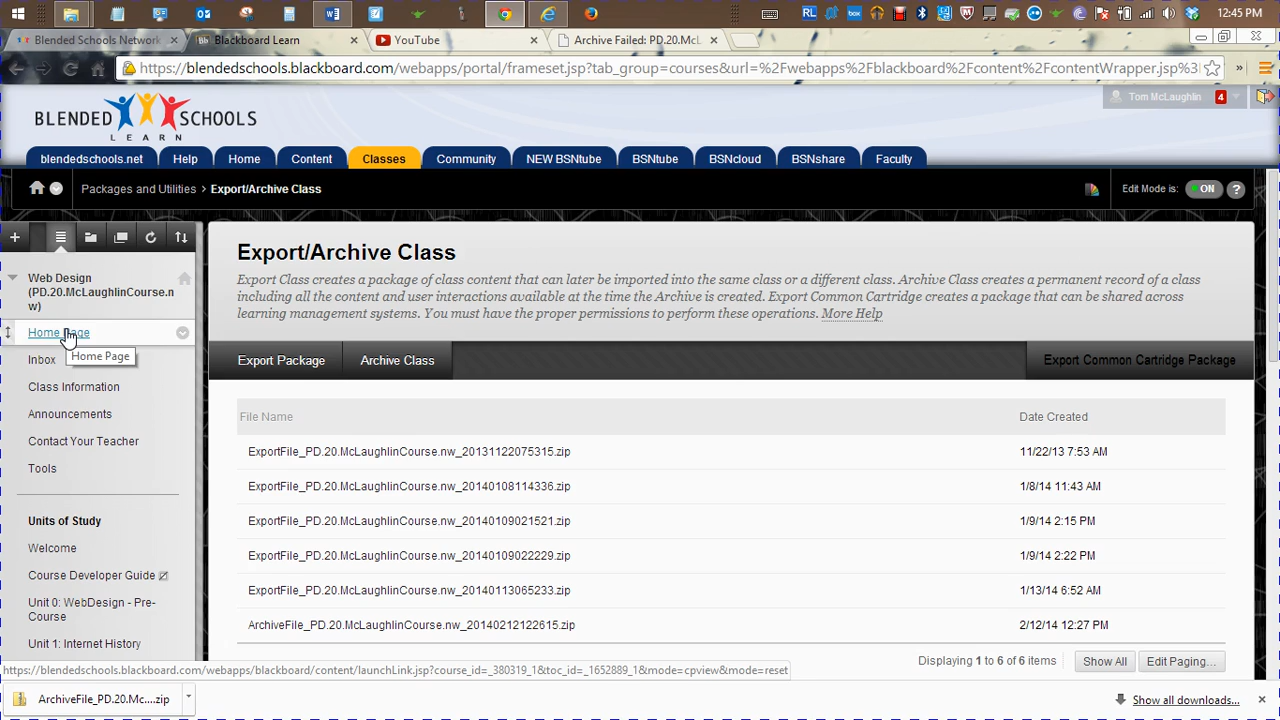 12:45 PM
Blended Schools Network
Blackboard Learn
YouTube
Archive Failed: PD.20.McL
https://blendedschools.blackboard.com/webapps/portal/frameset.jsp?tab_group=courses&url=%2Fwebapps%2Fblackboard%2Fcontent%2FcontentWrapper.jsp%3
BLENDED SCHOOLS
LEARN
Tom McLaughlin 4
blendedschools.net
Help
Home
Content
Classes
Community
NEW BSNtube
BSNtube
BSNcloud
BSNshare
Faculty
Packages and Utilities > Export/Archive Class
Edit Mode is: ON ?
Web Design
(PD.20.McLaughlinCourse.n
w)
Home Page
Home Page
Inbox
Class Information
Announcements
Contact Your Teacher
Tools
Units of Study
Welcome
Course Developer Guide
Unit 0: WebDesign - Pre-
Course
Unit 1: Internet History
Export/Archive Class
Export Class creates a package of class content that can later be imported into the same class or a different class. Archive Class creates a permanent record of a class
including all the content and user interactions available at the time the Archive is created. Export Common Cartridge creates a package that can be shared across
learning management systems. You must have the proper permissions to perform these operations. More Help
Export Package
Archive Class
Export Common Cartridge Package
File Name Date Created
ExportFile_PD.20.McLaughlinCourse.nw_20131122075315.zip 11/22/13 7:53 AM
ExportFile_PD.20.McLaughlinCourse.nw_20140108114336.zip 1/8/14 11:43 AM
ExportFile_PD.20.McLaughlinCourse.nw_20140109021521.zip 1/9/14 2:15 PM
ExportFile_PD.20.McLaughlinCourse.nw_20140109022229.zip 1/9/14 2:22 PM
ExportFile_PD.20.McLaughlinCourse.nw_20140113065233.zip 1/13/14 6:52 AM
ArchiveFile_PD.20.McLaughlinCourse.nw_20140212122615.zip 2/12/14 12:27 PM
Displaying 1 to 6 of 6 items
Show All
Edit Paging...
https://blendedschools.blackboard.com/webapps/blackboard/content/launchLink.jsp?course_id=_380319_1&toc_id=_1652889_1&mode=cpview&mode=reset
ArchiveFile_PD.20.Mc....zip
Show all downloads...